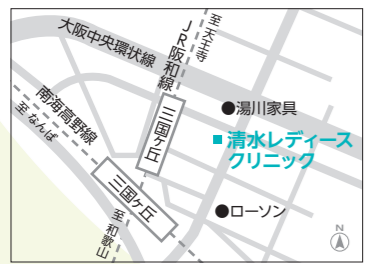 大阪中央環状線
至天王寺
JR阪和線
南海高野線
至なんば
三国ヶ丘
●湯川家具
■清水レディース
クリニック
三国ヶ丘
●ローソン
至和歌山
N